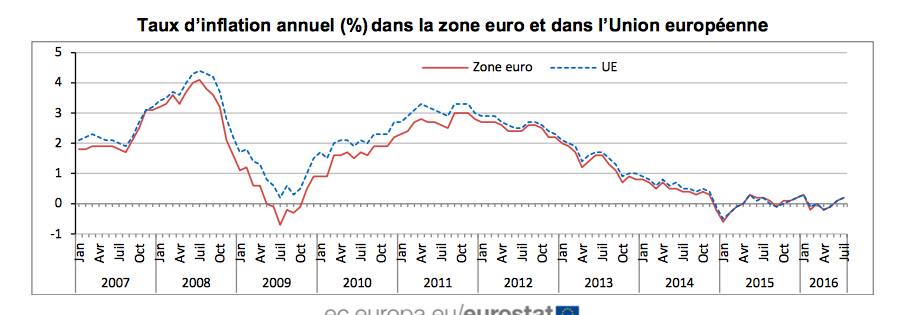 Taux d’inflation annuel (%) dans la zone euro et dans l’Union européenne
Zone euro UE
5
4
3
2
1
0
-1
Jan Avr Juil Oct Jan Avr Juil Oct Jan Avr Juil Oct Jan Avr Juil Oct Jan Avr Juil Oct Jan Avr Juil Oct Jan Avr Juil Oct Jan Avr Juil Oct Jan Avr Juil Oct Jan Avr Jul
2007 2008 2009 2010 2011 2012 2013 2014 2015 2016
ec.europa.eu/eurostat